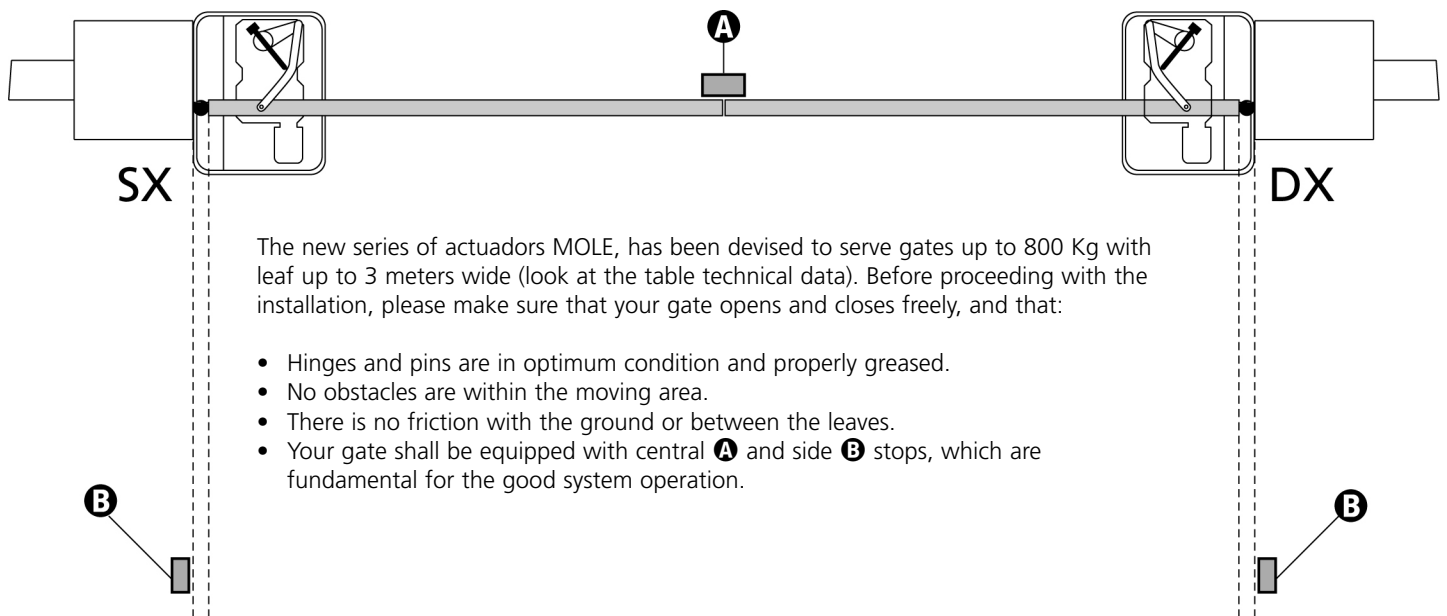 A
SX
DX
The new series of actuadors MOLE, has been devised to serve gates up to 800 Kg with
leaf up to 3 meters wide (look at the table technical data). Before proceeding with the
installation, please make sure that your gate opens and closes freely, and that:
• Hinges and pins are in optimum condition and properly greased.
• No obstacles are within the moving area.
• There is no friction with the ground or between the leaves.
• Your gate shall be equipped with central A and side B stops, which are
fundamental for the good system operation.
B
B